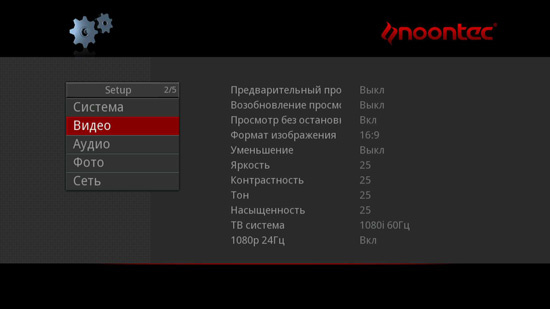 noontec
Setup 2/5
Система
Видео
Аудио
Фото
Сеть
Предварительный про Выкл
Возобновление просмо Выкл
Просмотр без останови Вкл
Формат изображения 16:9
Уменьшение Выкл
Яркость 25
Контрастность 25
Тон 25
Насыщенность 25
ТВ система 1080i 60Гц
1080p 24Гц Вкл